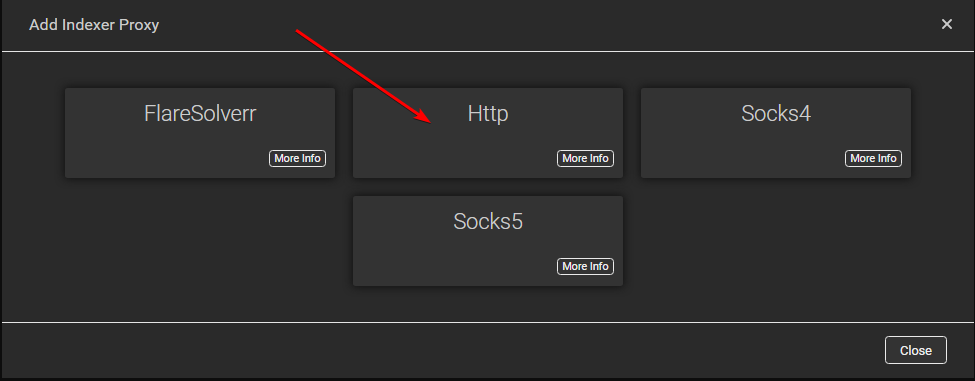 Add Indexer Proxy
×
FlareSolverr
More Info
Http
More Info
Socks4
More Info
Socks5
More Info
Close